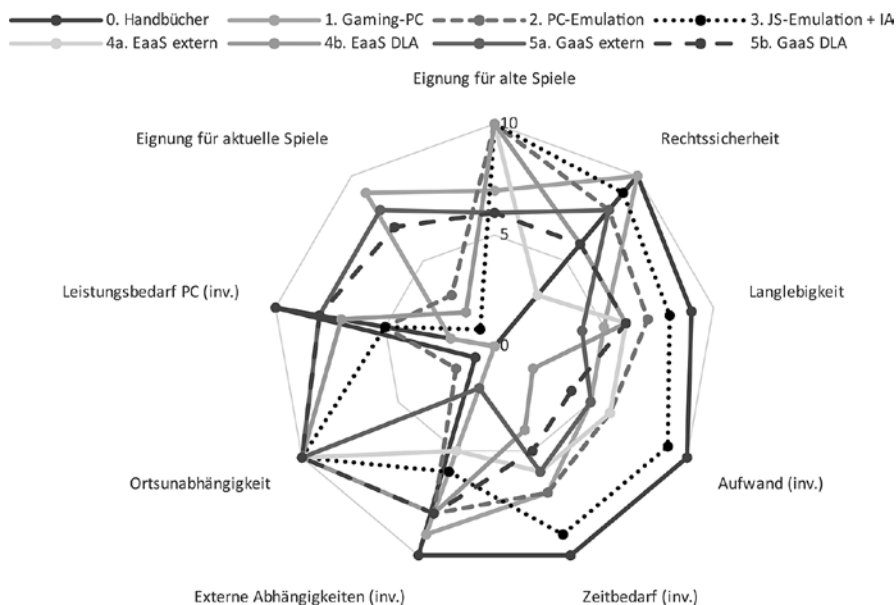 0. Handbücher 1. Gaming-PC 2. PC-Emulation 3. JS-Emulation + IA
4a. EaaS extern 4b. EaaS DLA 5a. GaaS extern 5b. GaaS DLA
Eignung für alte Spiele
10
Eignung für aktuelle Spiele
Rechtssicherheit
5
Leistungsbedarf PC (inv.)
Langlebigkeit
0
Ortsunabhängigkeit
Aufwand (inv.)
Externe Abhängigkeiten (inv.)
Zeitbedarf (inv.)